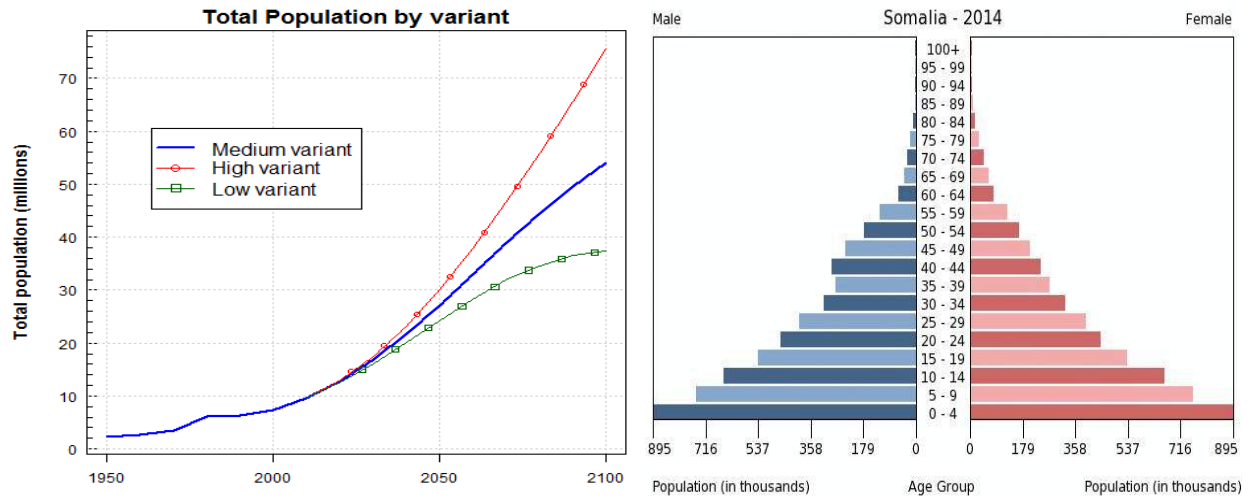 Total Population by variant
Total population (millions)
70
60
50
40
30
20
10
0
Medium variant
High variant
Low variant
1950
2000
2050
2100
Male
Somalia - 2014
Female
100+
95 - 99
90 - 94
85 - 89
80 - 84
75 - 79
70 - 74
65 - 69
60 - 64
55 - 59
50 - 54
45 - 49
40 - 44
35 - 39
30 - 34
25 - 29
20 - 24
15 - 19
10 - 14
5 - 9
0 - 4
895 716 537 358 179 0 0 179 358 537 716 895
Population (in thousands)
Age Group
Population (in thousands)